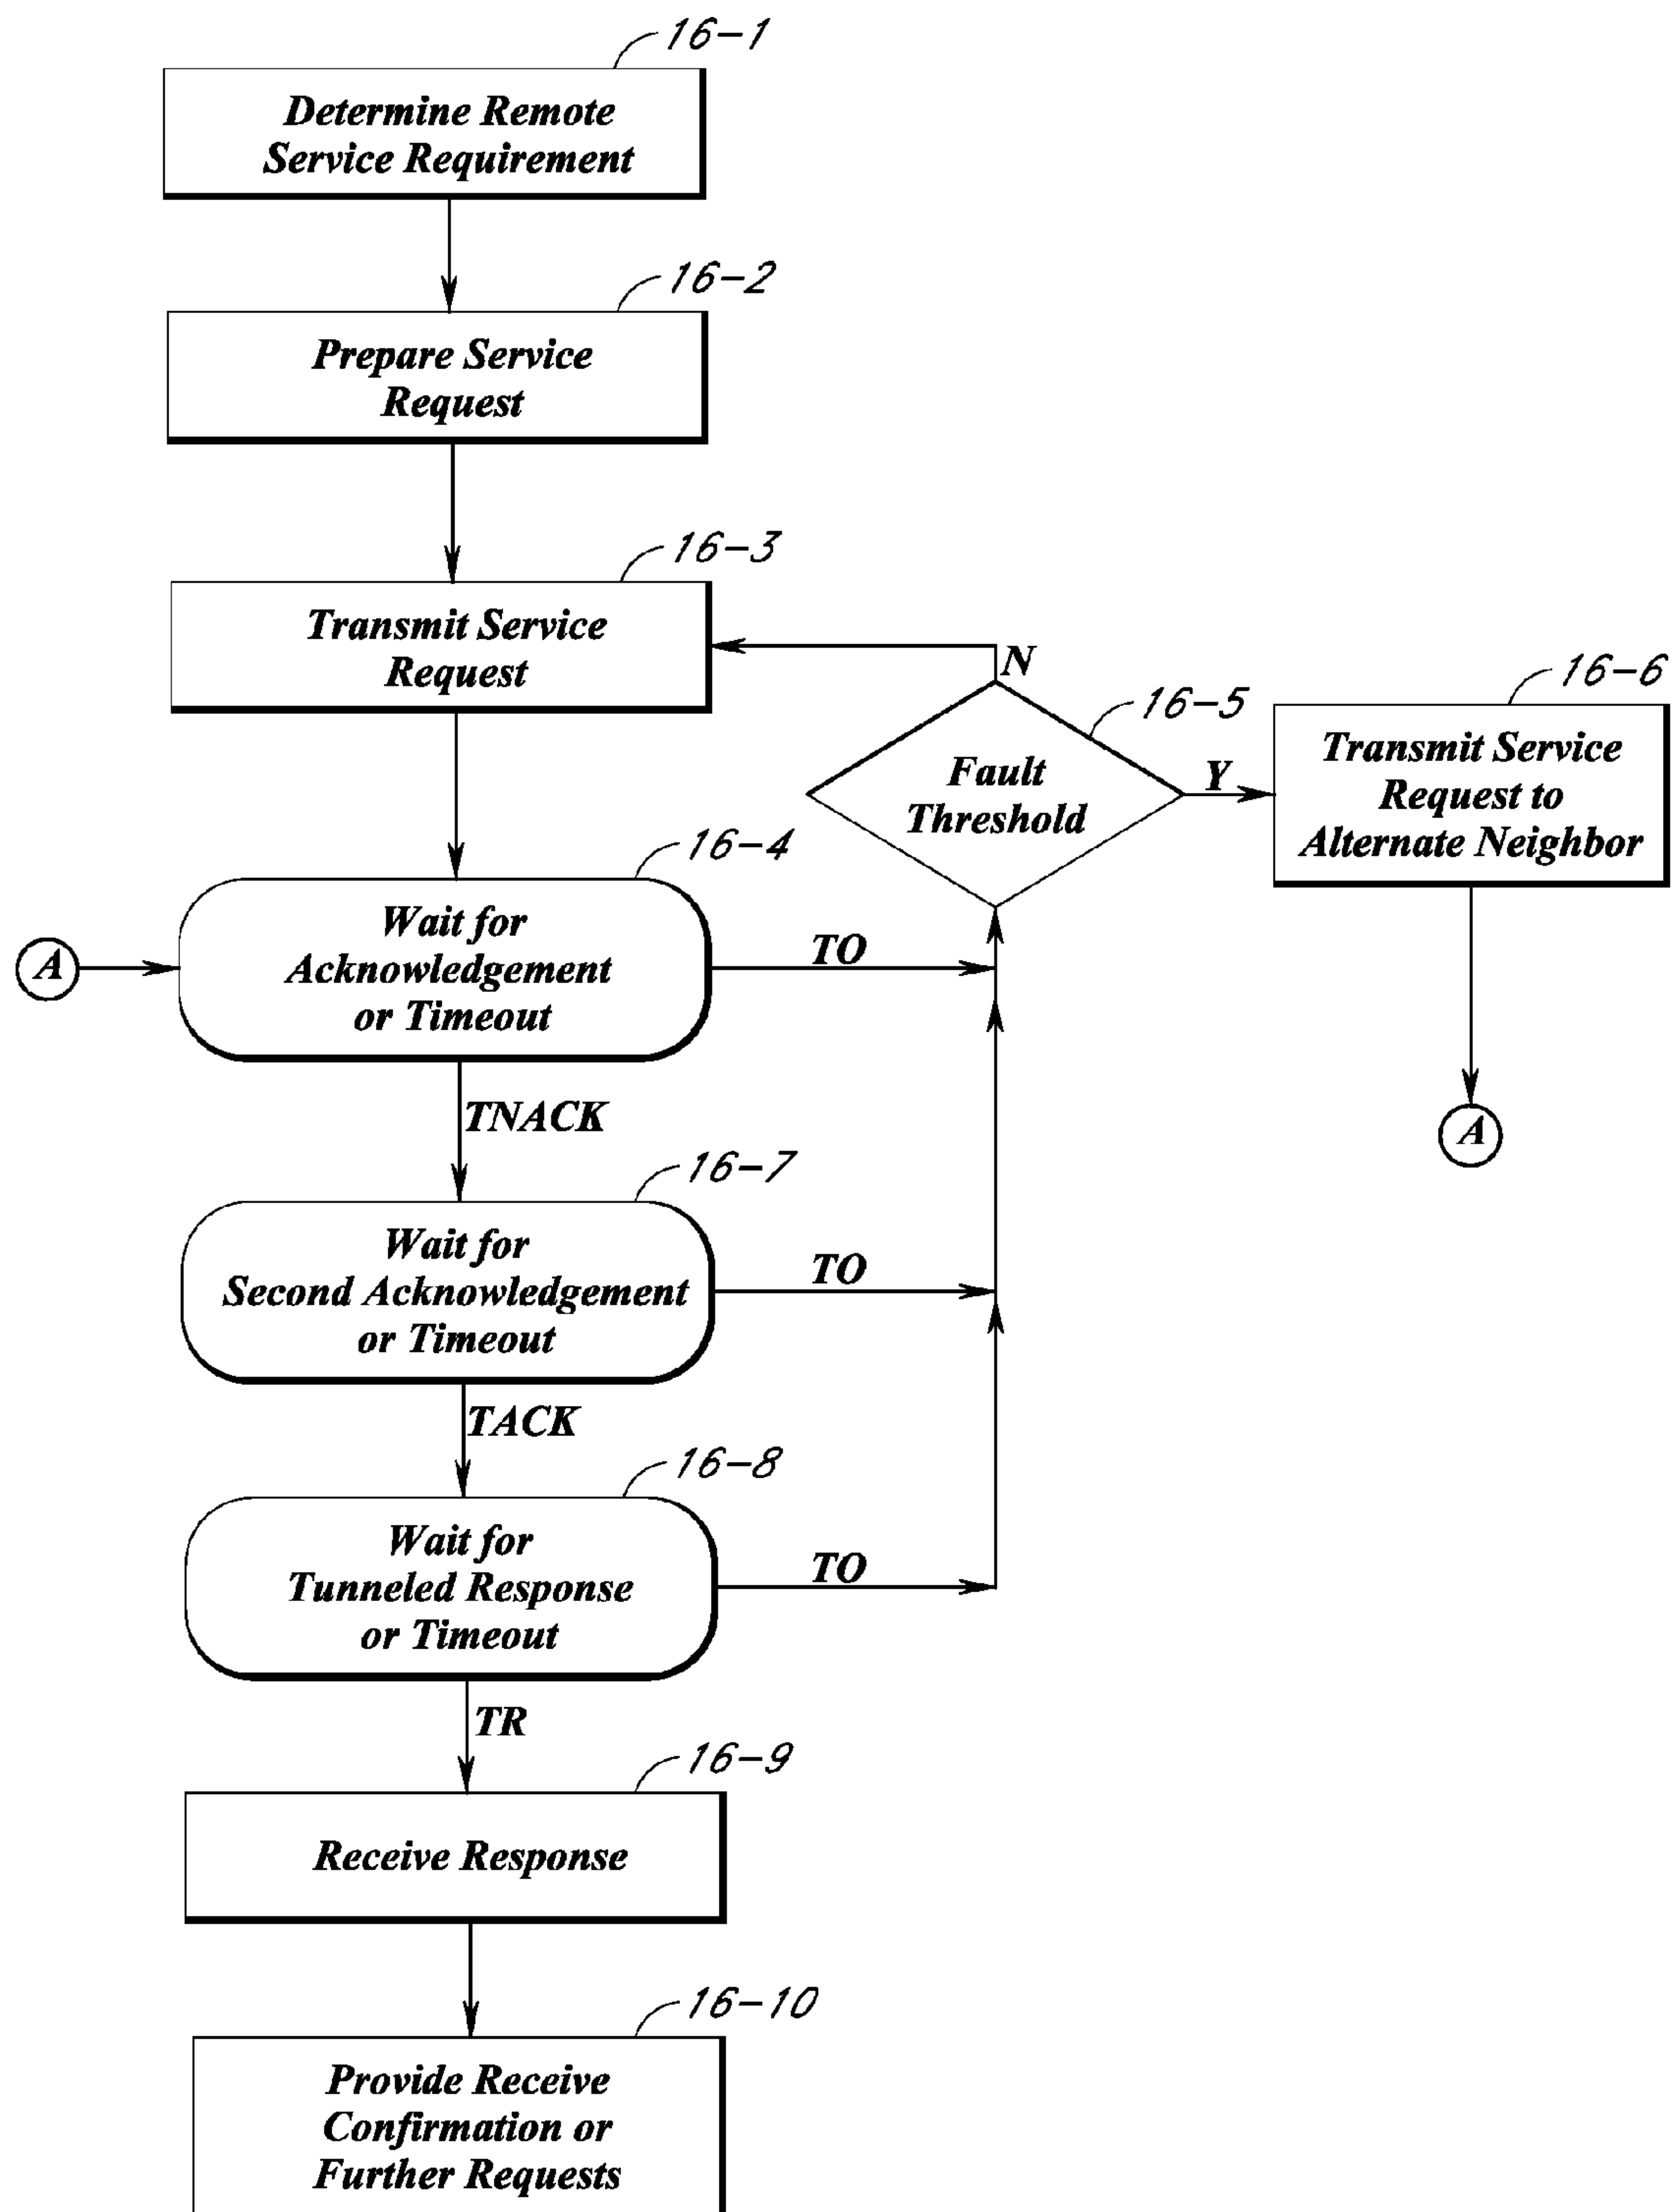 16-1
Determine Remote
Service Requirement
16-2
Prepare Service
Request
16-3
Transmit Service
Request
N
16-5
Fault
Threshold
Y
16-6
Transmit Service
Request to
Alternate Neighbor
16-4
A
Wait for
Acknowledgement
or Timeout
TO
TNACK
A
16-7
Wait for
Second Acknowledgement
or Timeout
TO
TACK
16-8
Wait for
Tunneled Response
or Timeout
TO
TR
16-9
Receive Response
16-10
Provide Receive
Confirmation or
Further Requests